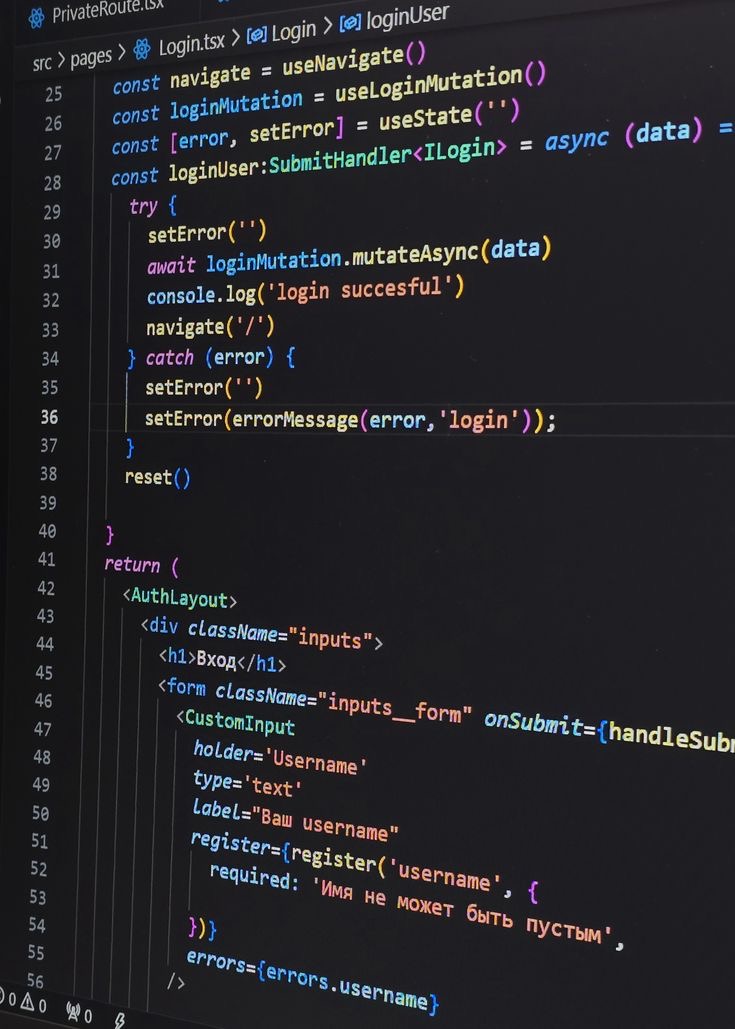 PrivateRoute.tsx
src > pages > Login.tsx > Login > loginUser
25 const navigate = useNavigate()
26 const loginMutation = useLoginMutation()
27 const [error, setError] = useState('')
28 const loginUser:SubmitHandler<ILogin> = async (data) =
29 try {
30 setError('')
31 await loginMutation.mutateAsync(data)
32 console.log('login succesful')
33 navigate('/')
34 } catch (error) {
35 setError('')
36 setError(errorMessage(error,'login'));
37 }
38 reset()
39
40 }
41 return (
42 <AuthLayout>
43 <div className="inputs">
44 <h1>Вход</h1>
45 <form className="inputs__form" onSubmit={handleSubm
46 <CustomInput
47 holder='Username'
48 type='text'
49 label="Ваш username"
50 register={register('username', {
51 required: 'Имя не может быть пустым',
52
53 })}
54 errors={errors.username}
55 />
56
0 0 0